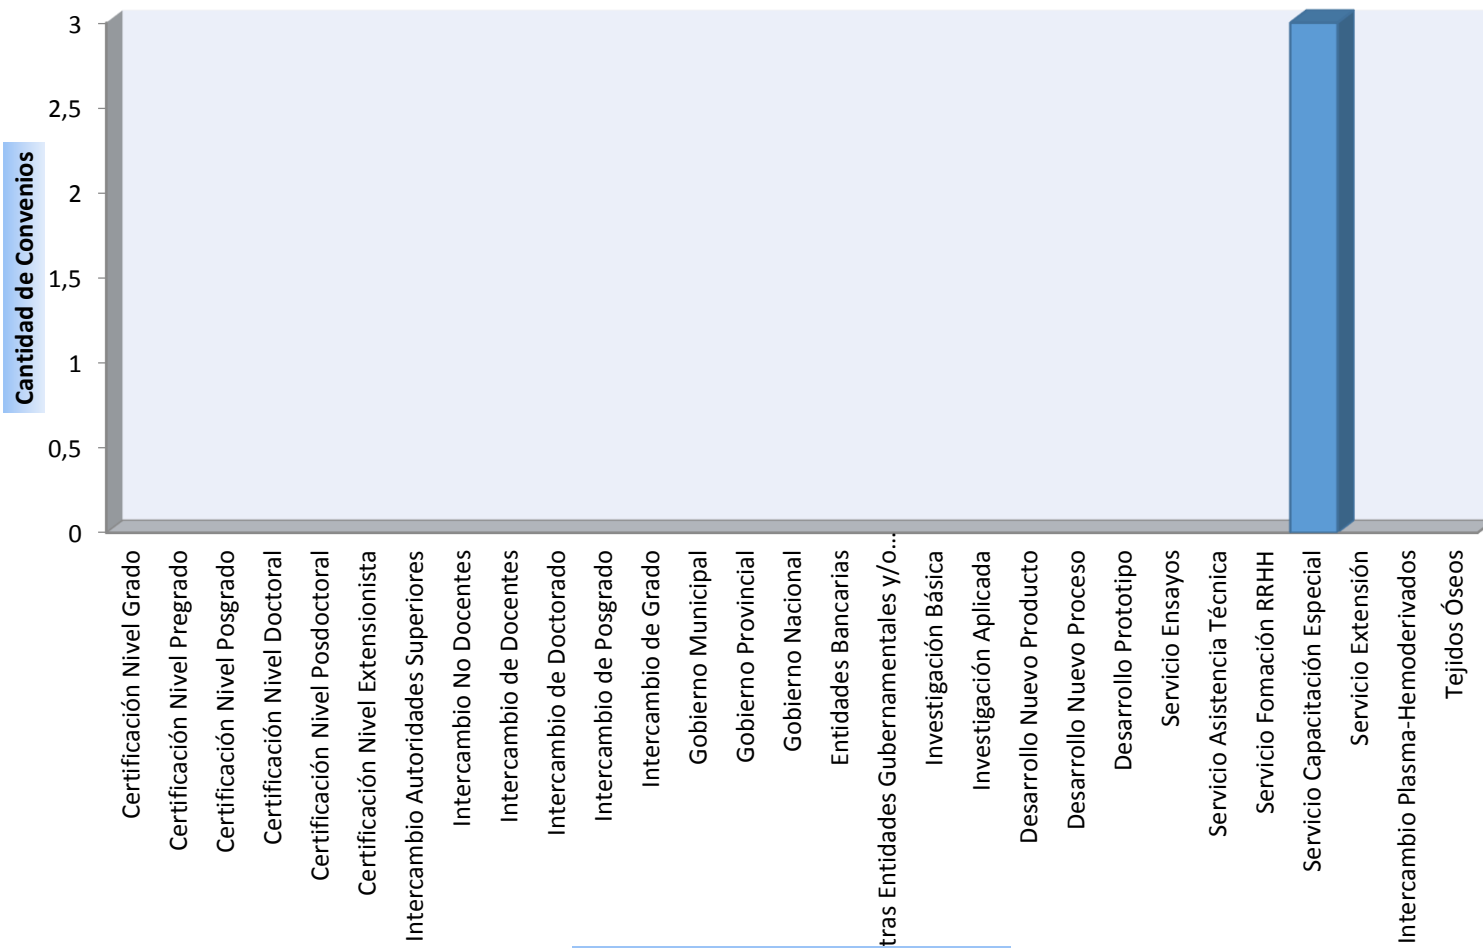 3
2,5
2
1,5
1
0,5
0
Cantidad de Convenios
Certificación Nivel Grado
Certificación Nivel Pregrado
Certificación Nivel Posgrado
Certificación Nivel Doctoral
Certificación Nivel Posdoctoral
Certificación Nivel Extensionista
Intercambio Autoridades Superiores
Intercambio No Docentes
Intercambio de Docentes
Intercambio de Doctorado
Intercambio de Posgrado
Intercambio de Grado
Gobierno Municipal
Gobierno Provincial
Gobierno Nacional
Entidades Bancarias
tras Entidades Gubernamentales y/o...
Investigación Básica
Investigación Aplicada
Desarrollo Nuevo Producto
Desarrollo Nuevo Proceso
Desarrollo Prototipo
Servicio Ensayos
Servicio Asistencia Técnica
Servicio Fomación RRHH
Servicio Capacitación Especial
Servicio Extensión
Intercambio Plasma-Hemoderivados
Tejidos Óseos